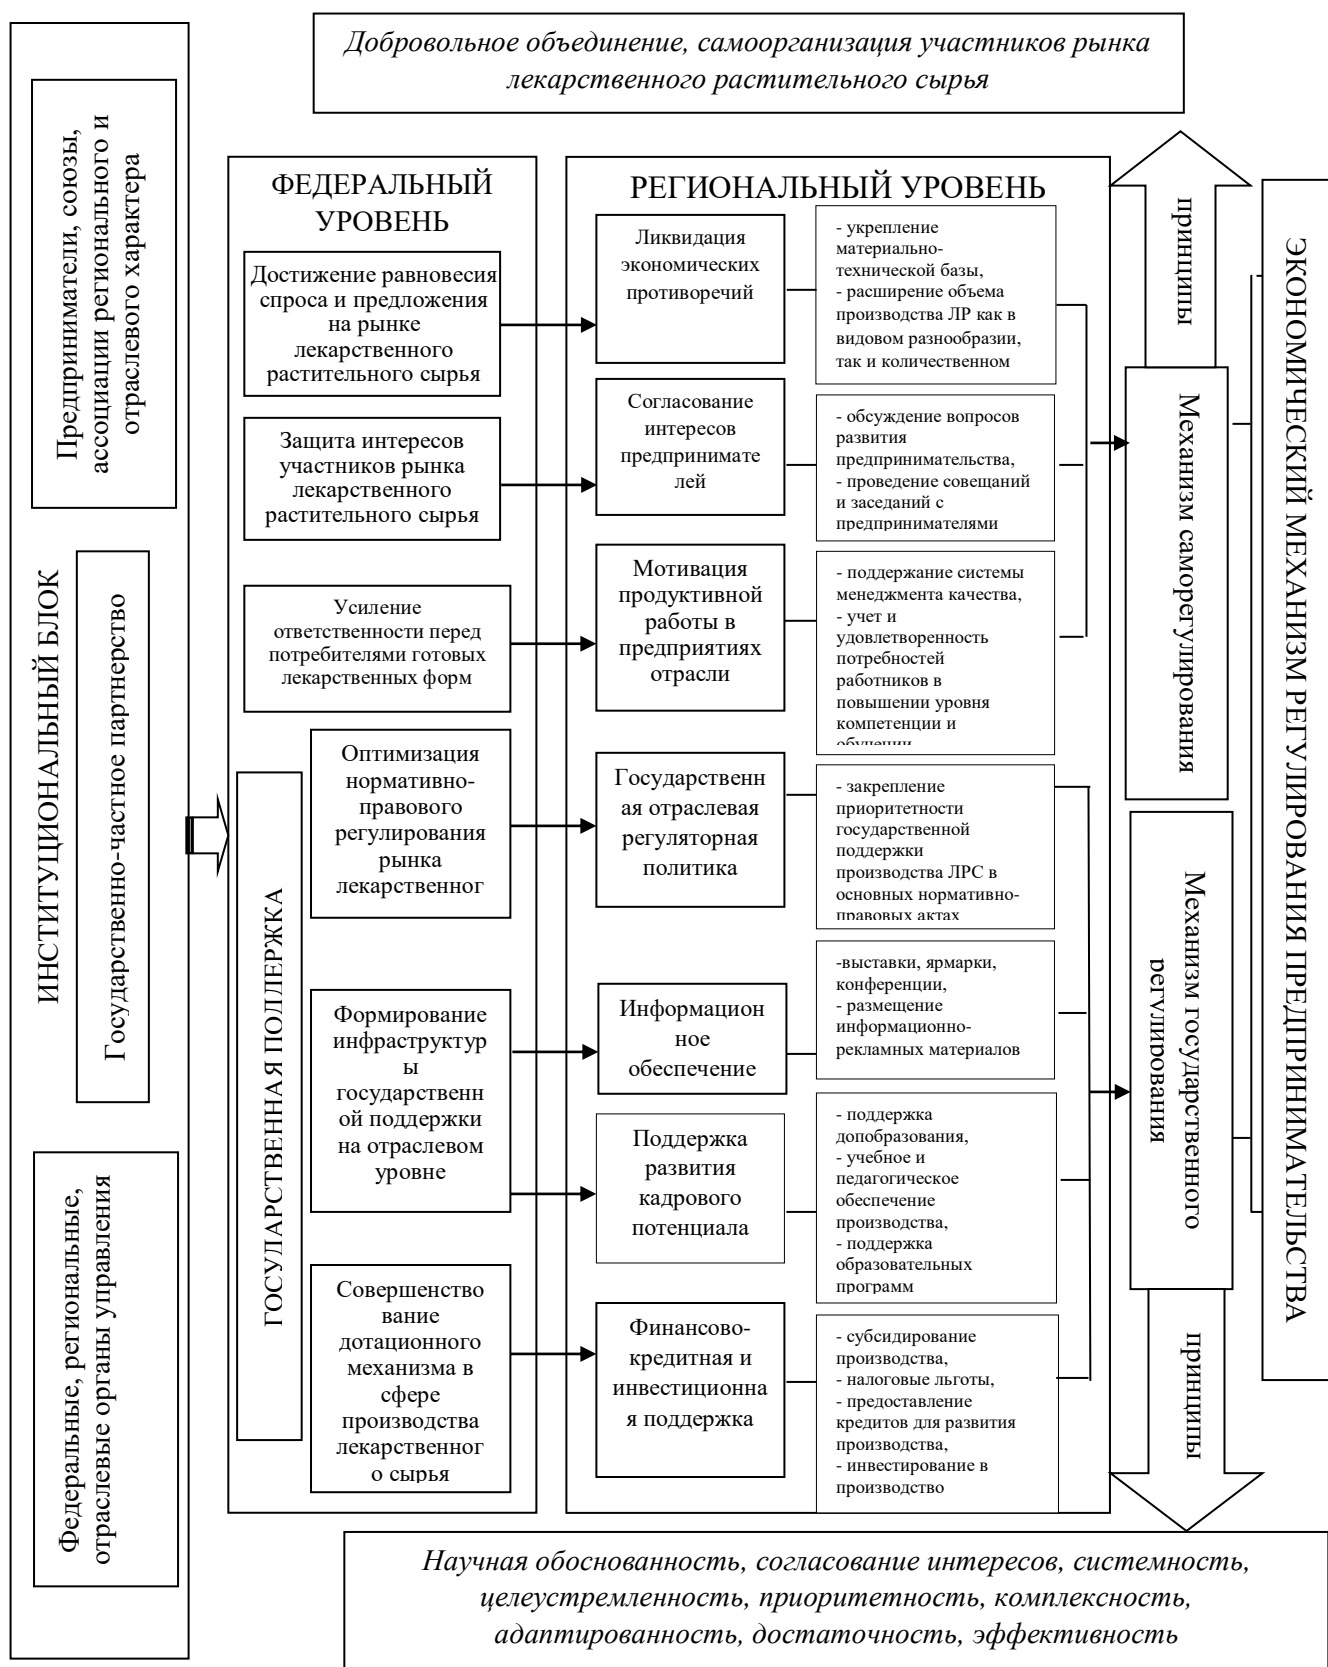 Добровольное объединение, самоорганизация участников рынка
лекарственного растительного сырья
Предприниматели, союзы,
ассоциации регионального и
отраслевого характера
ИНСТИТУЦИОНАЛЬНЫЙ БЛОК
Государственно-частное партнерство
Федеральные, региональные,
отраслевые органы управления
ФЕДЕРАЛЬНЫЙ
УРОВЕНЬ
Достижение равновесия
спроса и предложения
на рынке
лекарственного
растительного сырья
Защита интересов
участников рынка
лекарственного
растительного сырья
Усиление
ответственности перед
потребителями готовых
лекарственных форм
ГОСУДАРСТВЕННАЯ ПОЛЛЕРЖКА
Оптимизация
нормативно-
правового
регулирования
рынка
лекарственног
Формирование
инфраструктур
ы
государственн
ой поддержки
на отраслевом
уровне
Совершенство
вание
дотационного
механизма в
сфере
производства
лекарственног
о сырья
РЕГИОНАЛЬНЫЙ УРОВЕНЬ
Ликвидация
экономических
противоречий
- укрепление
материально-
технической базы,
- расширение объема
производства ЛР как в
видовом разнообразии,
так и количественном
Согласование
интересов
предпринимате
лей
- обсуждение вопросов
развития
предпринимательства,
- проведение совещаний
и заседаний с
предпринимателями
Мотивация
продуктивной
работы в
предприятиях
отрасли
- поддержание системы
менеджмента качества,
- учет и
удовлетворенность
потребностей
работников в
повышении уровня
компетенции и
обучении
Государственн
ая отраслевая
регуляторная
политика
- закрепление
приоритетности
государственной
поддержки
производства ЛРС в
основных нормативно-
правовых актах
Информацион
ное
обеспечение
-выставки, ярмарки,
конференции,
- размещение
информационно-
рекламных материалов
Поддержка
развития
кадрового
потенциала
- поддержка
допобразования,
- учебное и
педагогическое
обеспечение
производства,
- поддержка
образовательных
программ
Финансово-
кредитная и
инвестиционна
я поддержка
- субсидирование
производства,
- налоговые льготы,
- предоставление
кредитов для развития
производства,
- инвестирование в
производство
принципы
Механизм саморегулирования
Механизм государственного
регулирования
принципы
ЭКОНОМИЧЕСКИЙ МЕХАНИЗМ РЕГУЛИРОВАНИЯ ПРЕДПРИНИМАТЕЛЬСТВА
Научная обоснованность, согласование интересов, системность,
целеустремленность, приоритетность, комплексность,
адаптированность, достаточность, эффективность